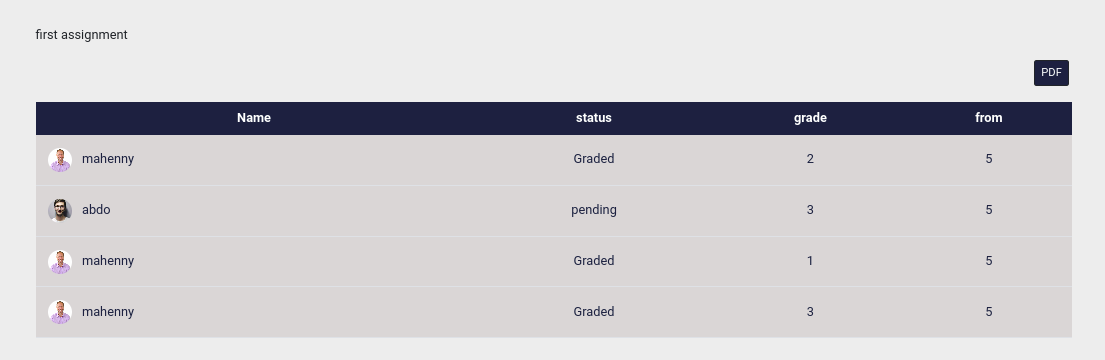 first assignment
PDF
Name status grade from
mahenny Graded 2 5
abdo pending 3 5
mahenny Graded 1 5
mahenny Graded 3 5